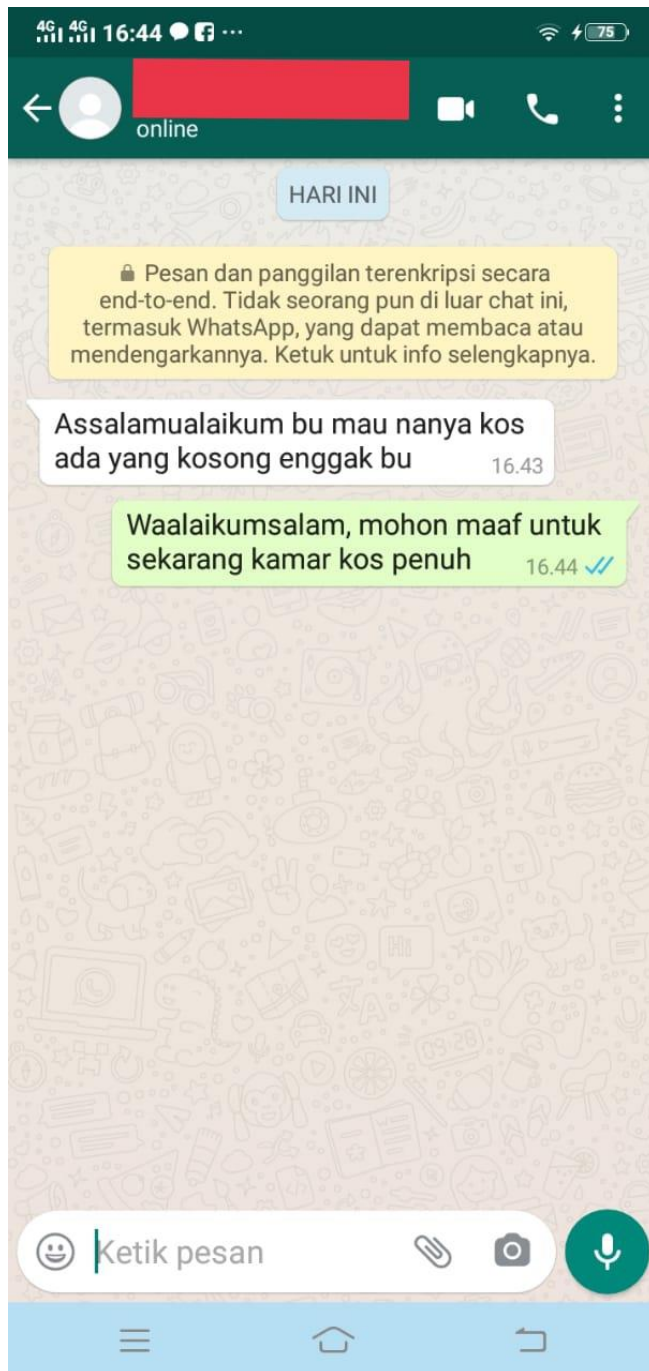 4G 4G 16:44 ...
75
online
HARI INI
Pesan dan panggilan terenkripsi secara
end-to-end. Tidak seorang pun di luar chat ini,
termasuk WhatsApp, yang dapat membaca atau
mendengarkannya. Ketuk untuk info selengkapnya.
Assalamualaikum bu mau nanya kos
ada yang kosong enggak bu 16.43
Waalaikumsalam, mohon maaf untuk
sekarang kamar kos penuh 16.44
Ketik pesan